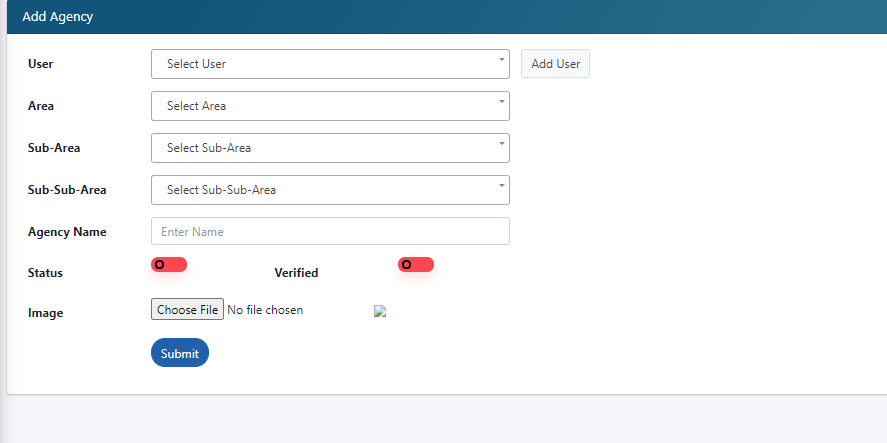 Add Agency
User Select User Add User
Area Select Area
Sub-Area Select Sub-Area
Sub-Sub-Area Select Sub-Sub-Area
Agency Name Enter Name
Status Verified
Image Choose File No file chosen
Submit